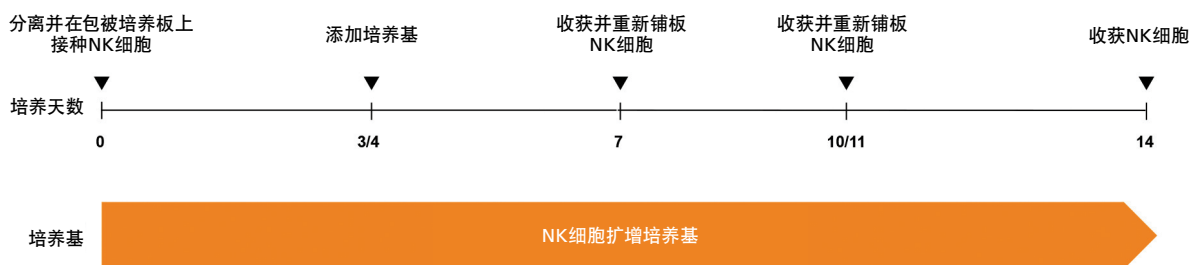 分离并在包被培养板上
接种NK细胞
添加培养基
收获并重新铺板
NK细胞
收获并重新铺板
NK细胞
收获NK细胞
培养天数
0
3/4
7
10/11
14
培养基
NK细胞扩增培养基